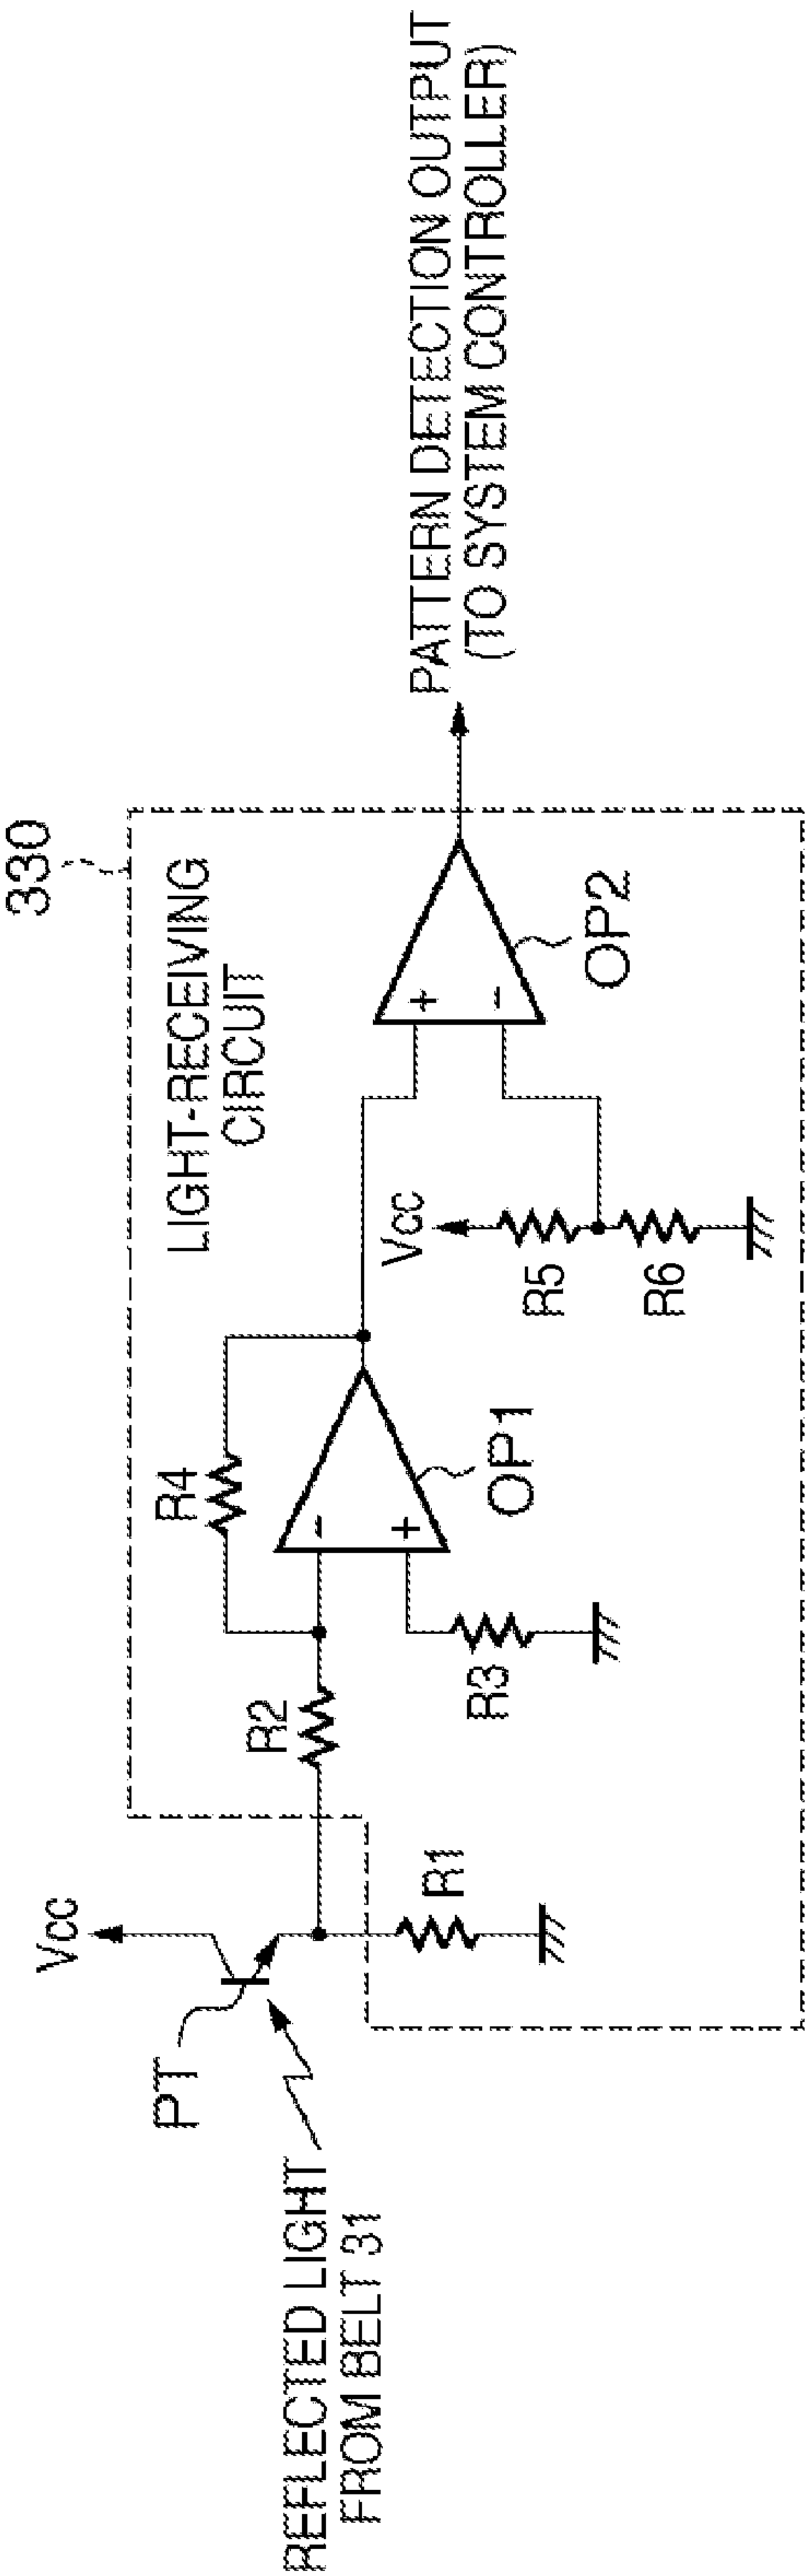 330
LIGHT-RECEIVING
CIRCUIT
Vcc
PT
REFLECTED LIGHT
FROM BELT 31
R1
R2
R4
-
+
OP1
R3
Vcc
R5
R6
+
-
OP2
PATTERN DETECTION OUTPUT
(TO SYSTEM CONTROLLER)